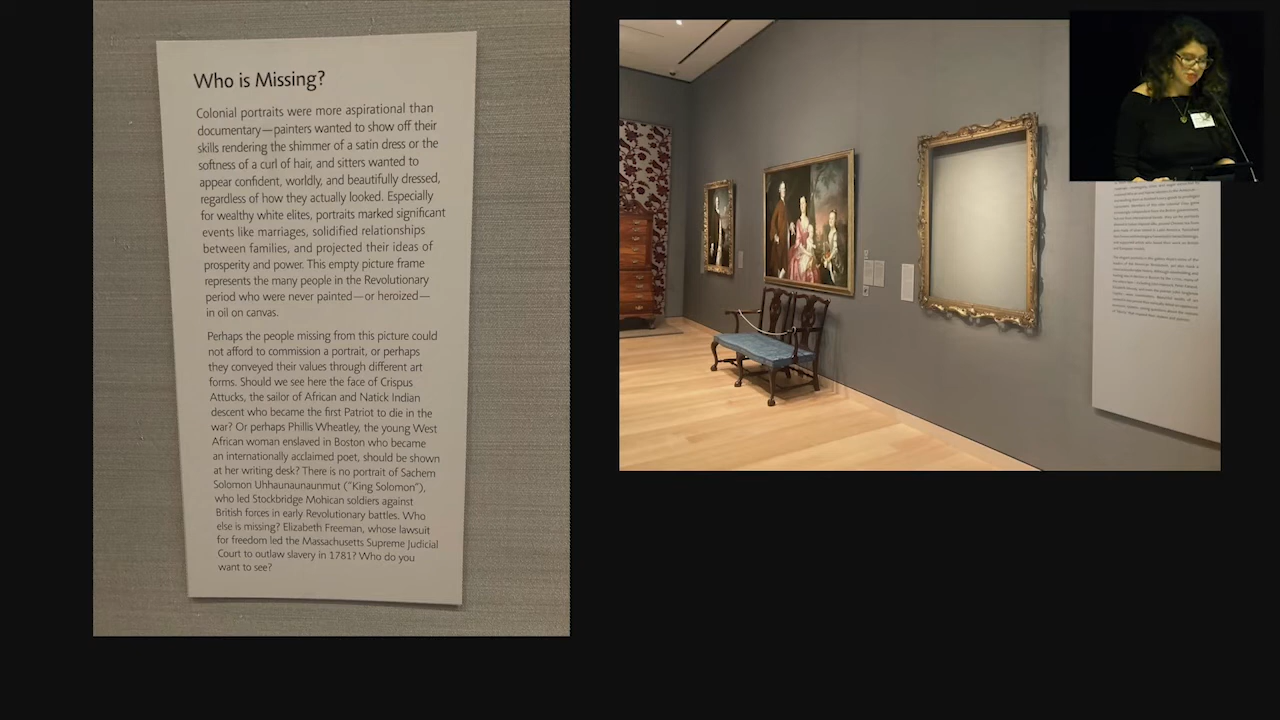 Who is Missing?
Colonial portraits were more aspirational than
documentary—painters wanted to show off their
skills rendering the shimmer of a satin dress or the
softness of a curl of hair, and sitters wanted to
appear confident, worldly, and beautifully dressed,
regardless of how they actually looked. Especially
for wealthy white elites, portraits marked significant
events like marriages, solidified relationships
between families, and projected their ideas of
prosperity and power. This empty picture frame
represents the many people in the Revolutionary
period who were never painted—or heroized—
in oil on canvas.
Perhaps the people missing from this picture could
not afford to commission a portrait, or perhaps
they conveyed their values through different art
forms. Should we see here the face of Crispus
Attucks, the sailor of African and Natick Indian
descent who became the first Patriot to die in the
war? Or perhaps Phillis Wheatley, the young West
African woman enslaved in Boston who became
an internationally acclaimed poet, should be shown
at her writing desk? There is no portrait of Sachem
Solomon Uhhaunaunaunmut ("King Solomon"),
who led Stockbridge Mohican soldiers against
British forces in early Revolutionary battles. Who
else is missing? Elizabeth Freeman, whose lawsuit
for freedom led the Massachusetts Supreme Judicial
Court to outlaw slavery in 1781? Who do you
want to see?